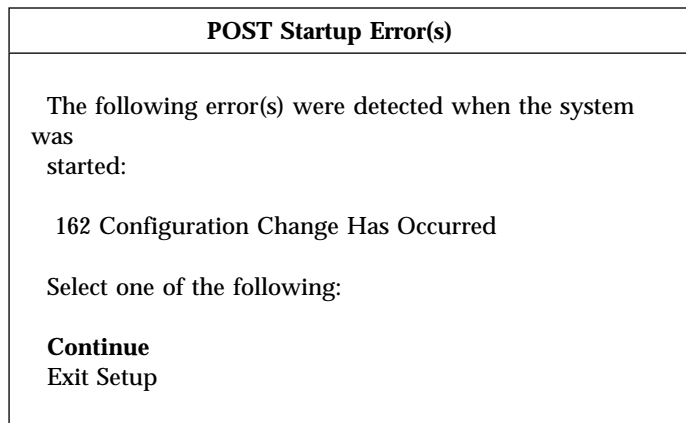 POST Startup Error(s)
The following error(s) were detected when the system
was
started:
162 Configuration Change Has Occurred
Select one of the following:
Continue
Exit Setup